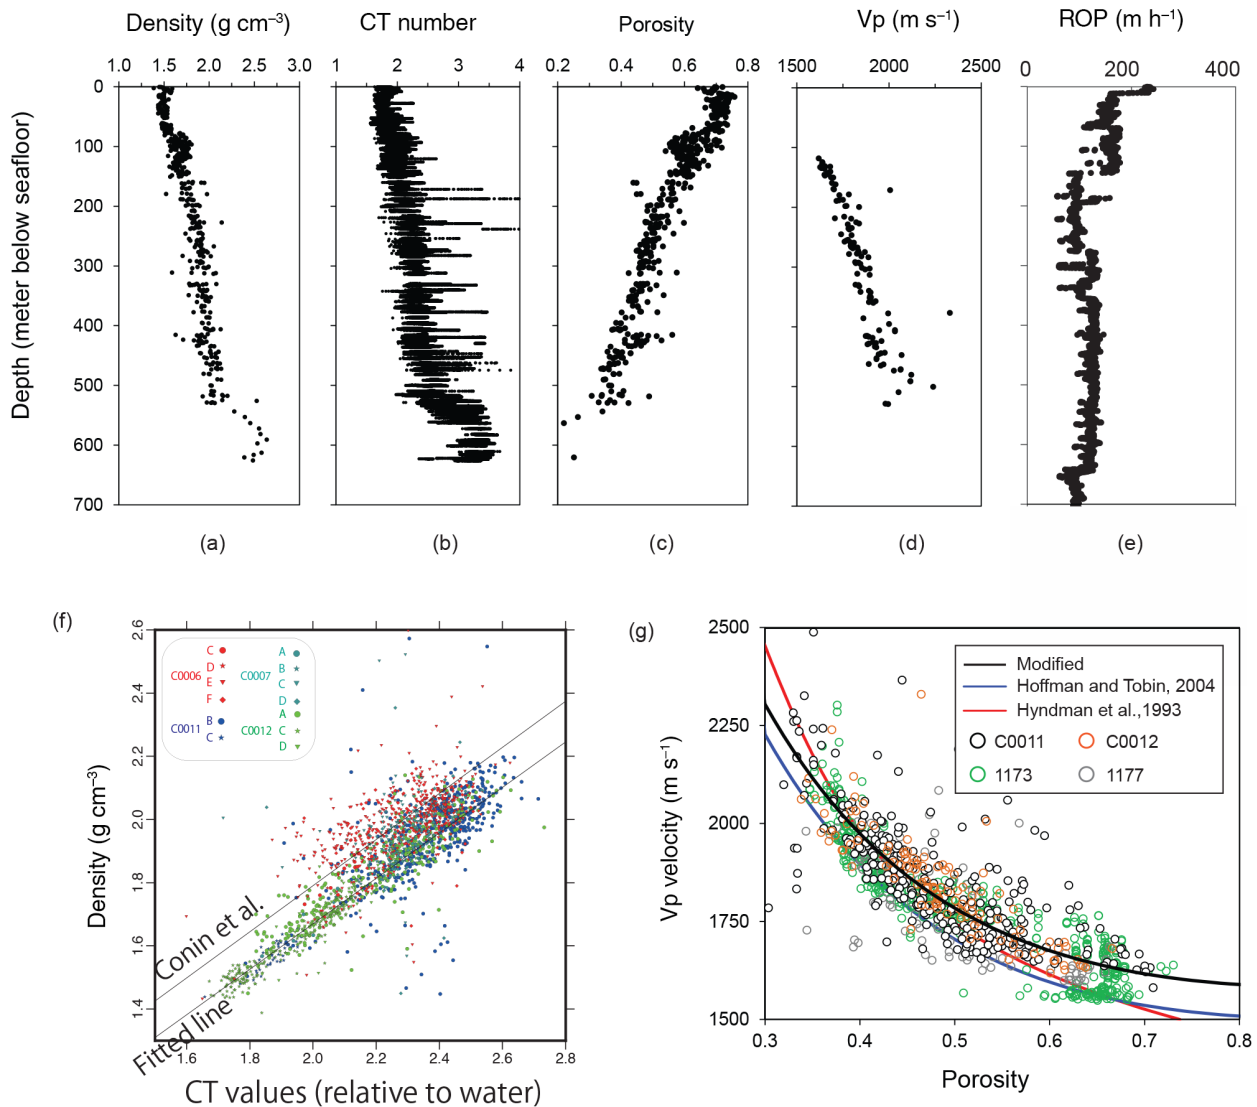 Density (g cm⁻³) CT number Porosity Vp (m s⁻¹) ROP (m h⁻¹)
1.0 1.5 2.0 2.5 3.0 1 2 3 4 0.2 0.4 0.6 0.8 1500 2000 2500 0 200 400
Depth (meter below seafloor)
0
100
200
300
400
500
600
700
(a) (b) (c) (d) (e)
(f)
2.6
2.4
2.2
2.0
1.8
1.6
1.4
Density (g cm⁻³)
C0006
C
D
E
F
C0007
A
B
C
D
C0011
B
C
C0012
A
C
D
Conin et al.
Fitted line
1.6 1.8 2.0 2.2 2.4 2.6 2.8
CT values (relative to water)
(g)
2500
2250
2000
1750
1500
Vp velocity (m s⁻¹)
Modified
Hoffman and Tobin, 2004
Hyndman et al.,1993
C0011 C0012
1173 1177
0.3 0.4 0.5 0.6 0.7 0.8
Porosity